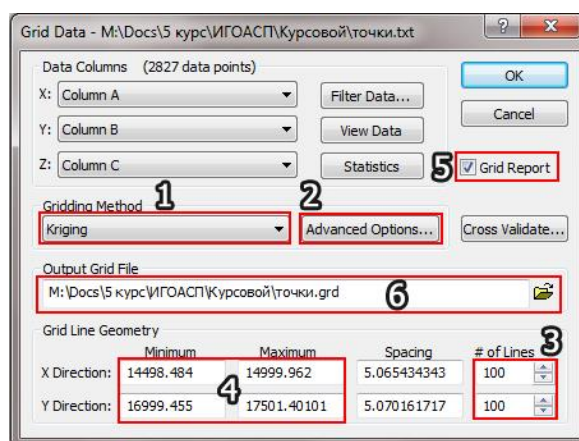 Grid Data - M:\Docs\5 курс\ИГОАСП\Курсовой\точки.txt
Data Columns (2827 data points)
OK
X: Column A Filter Data...
Cancel
Y: Column B View Data
Z: Column C Statistics 5 Grid Report
1 2
Gridding Method
Kriging Advanced Options... Cross Validate...
Output Grid File
M:\Docs\5 курс\ИГОАСП\Курсовой\точки.grd 6
Grid Line Geometry 3
Minimum Maximum Spacing # of Lines
X Direction: 14498.484 14999.962 5.065434343 100
4
Y Direction: 16999.455 17501.40101 5.070161717 100